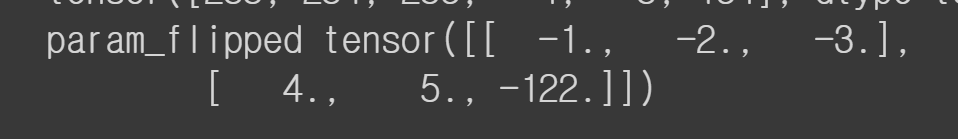 param_flipped tensor([[  -1.,   -2.,   -3.],
        [   4.,    5., -122.]])